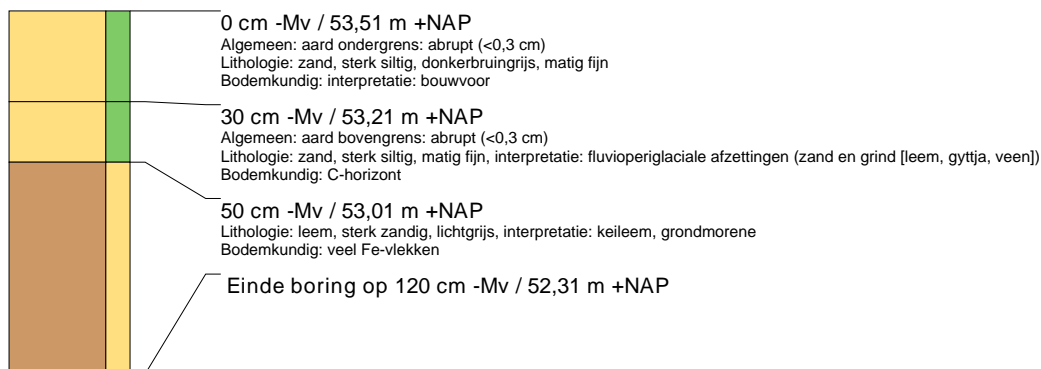 0 cm -Mv / 53,51 m +NAP
Algemeen: aard ondergrens: abrupt (<0,3 cm)
Lithologie: zand, sterk siltig, donkerbruingrijs, matig fijn
Bodemkundig: interpretatie: bouwvoor
30 cm -Mv / 53,21 m +NAP
Algemeen: aard bovengrens: abrupt (<0,3 cm)
Lithologie: zand, sterk siltig, matig fijn, interpretatie: fluvioperiglaciale afzettingen (zand en grind [leem, gyttja, veen])
Bodemkundig: C-horizont
50 cm -Mv / 53,01 m +NAP
Lithologie: leem, sterk zandig, lichtgrijs, interpretatie: keileem, grondmorene
Bodemkundig: veel Fe-vlekken
Einde boring op 120 cm -Mv / 52,31 m +NAP